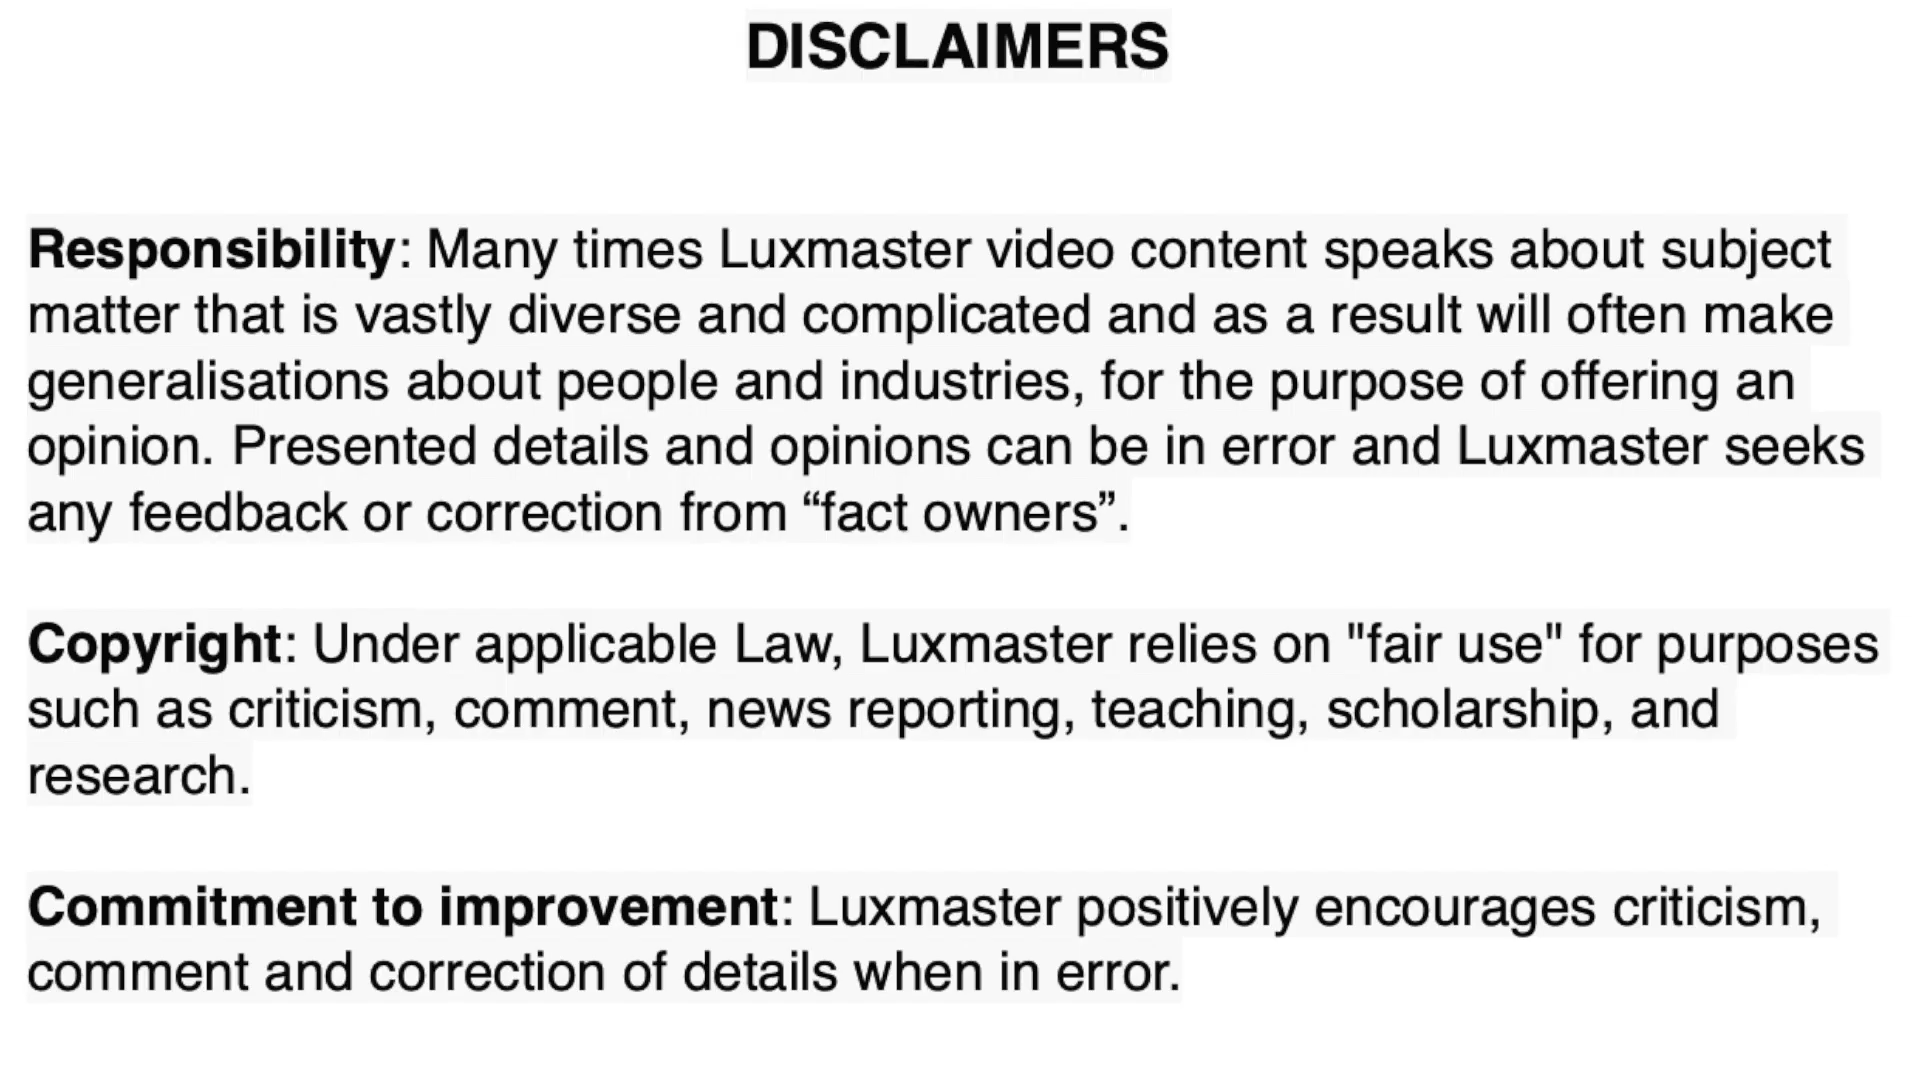 DISCLAIMERS
Responsibility: Many times Luxmaster video content speaks about subject
matter that is vastly diverse and complicated and as a result will often make
generalisations about people and industries, for the purpose of offering an
opinion. Presented details and opinions can be in error and Luxmaster seeks
any feedback or correction from “fact owners”.
Copyright: Under applicable Law, Luxmaster relies on "fair use" for purposes
such as criticism, comment, news reporting, teaching, scholarship, and
research.
Commitment to improvement: Luxmaster positively encourages criticism,
comment and correction of details when in error.